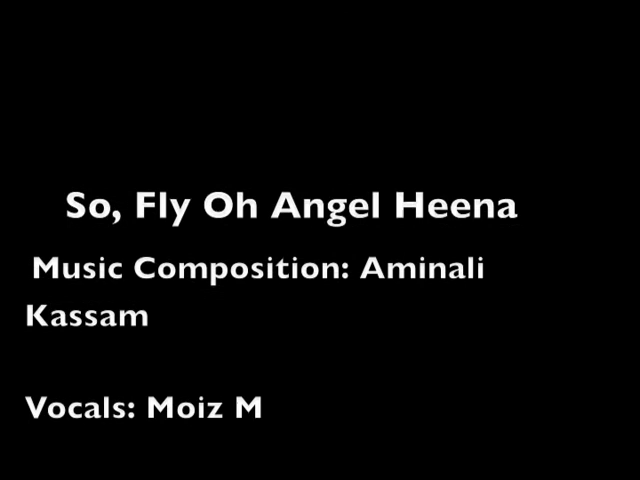 So, Fly Oh Angel Heena
Music Composition: Aminali
Kassam
Vocals: Moiz M